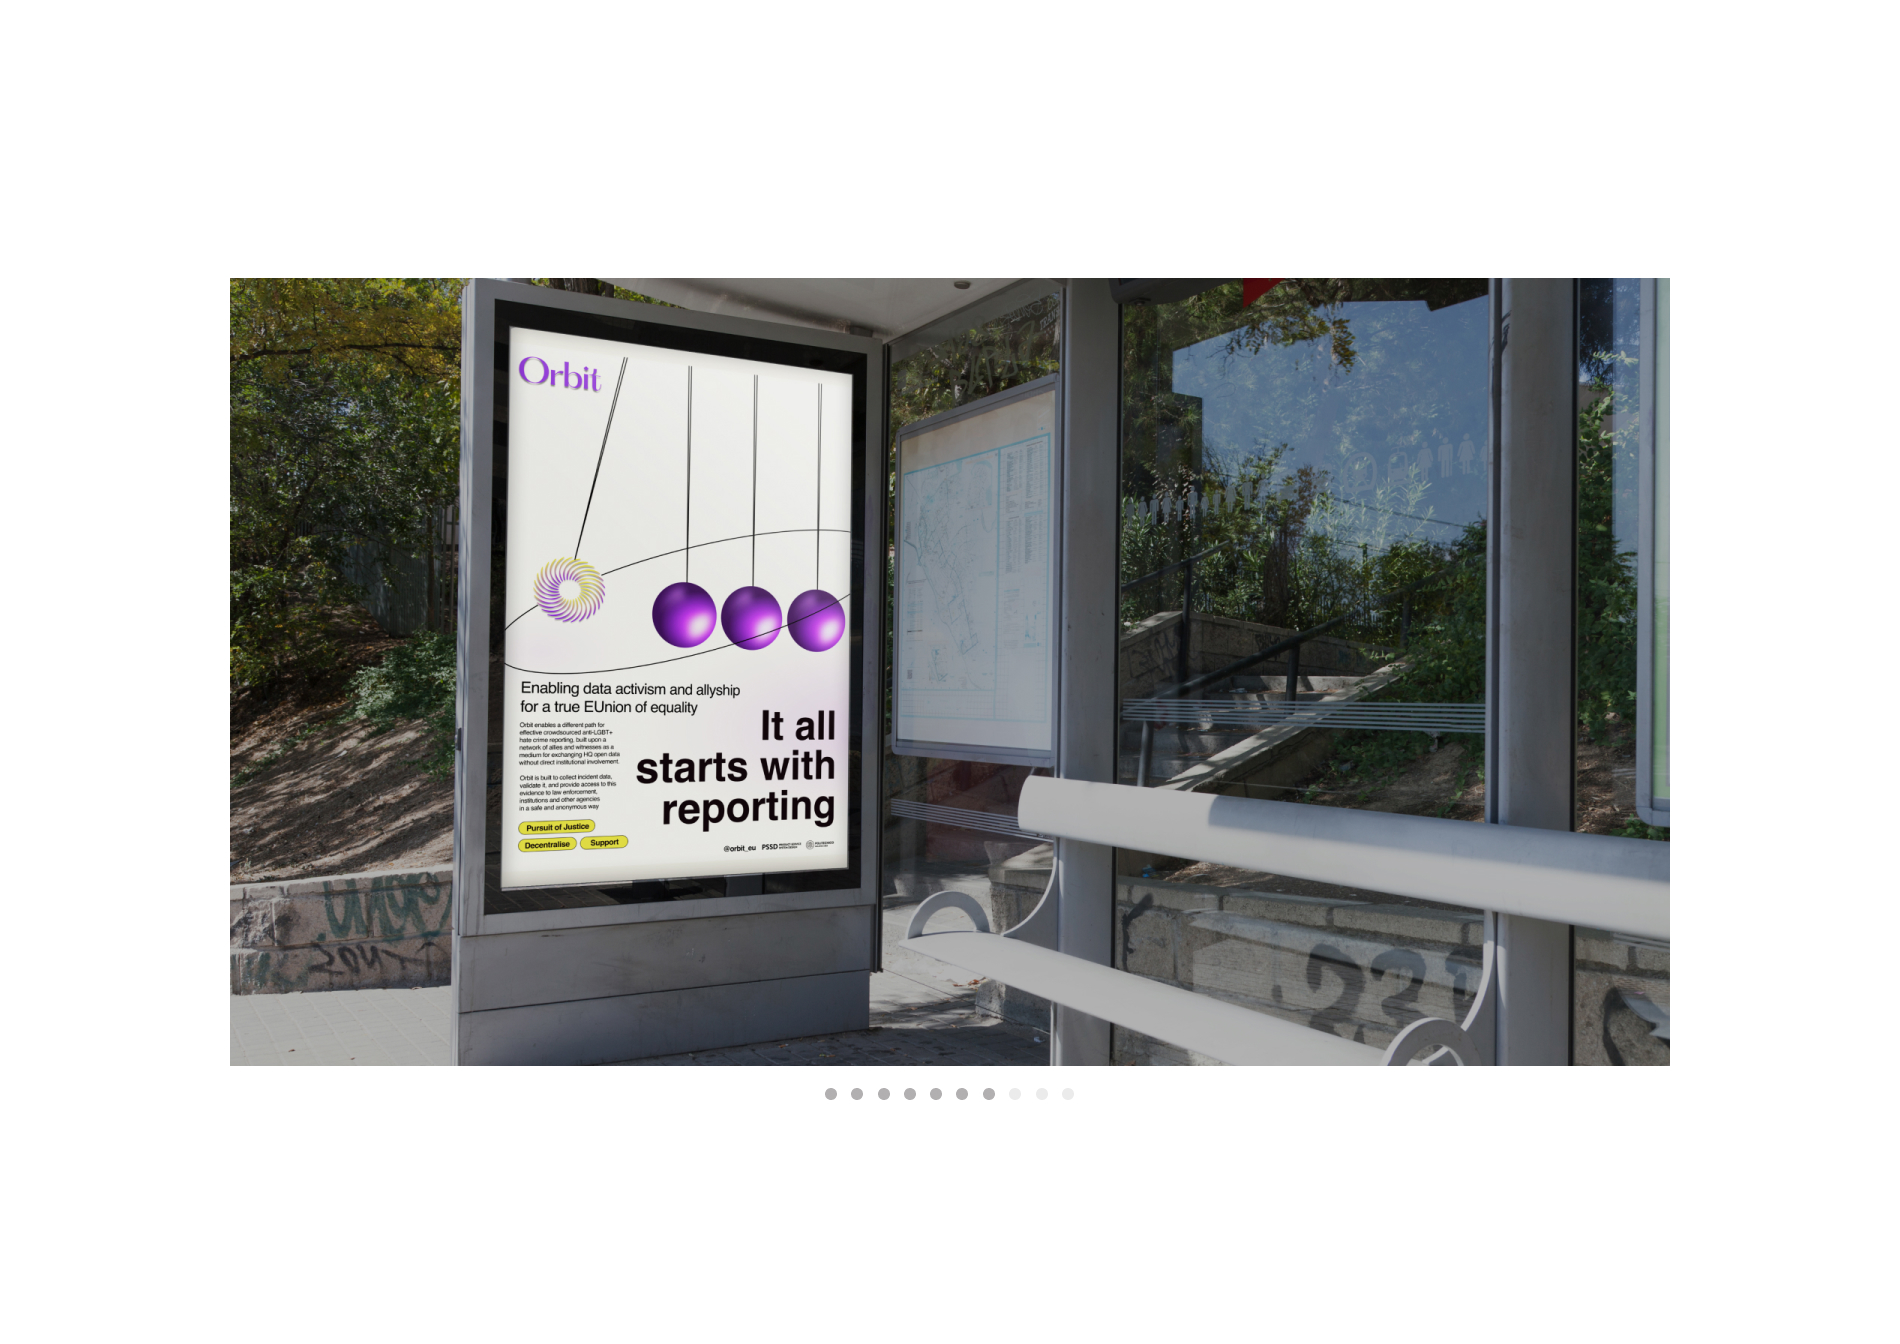 Orbit
Enabling data activism and allyship
for a true EUnion of equality
Orbit enables a different path for
effective crowdsourced anti-LGBT+
hate crime reporting, built upon a
network of allies and witnesses as a
medium for exchanging HQ open data
without direct institutional involvement.
Orbit is built to collect incident data,
validate it, and provide access to this
evidence to law enforcement,
institutions and other agencies
in a safe and anonymous way
It all
starts with
reporting
Pursuit of Justice
Decentralise
Support
@orbit_eu
PSSD